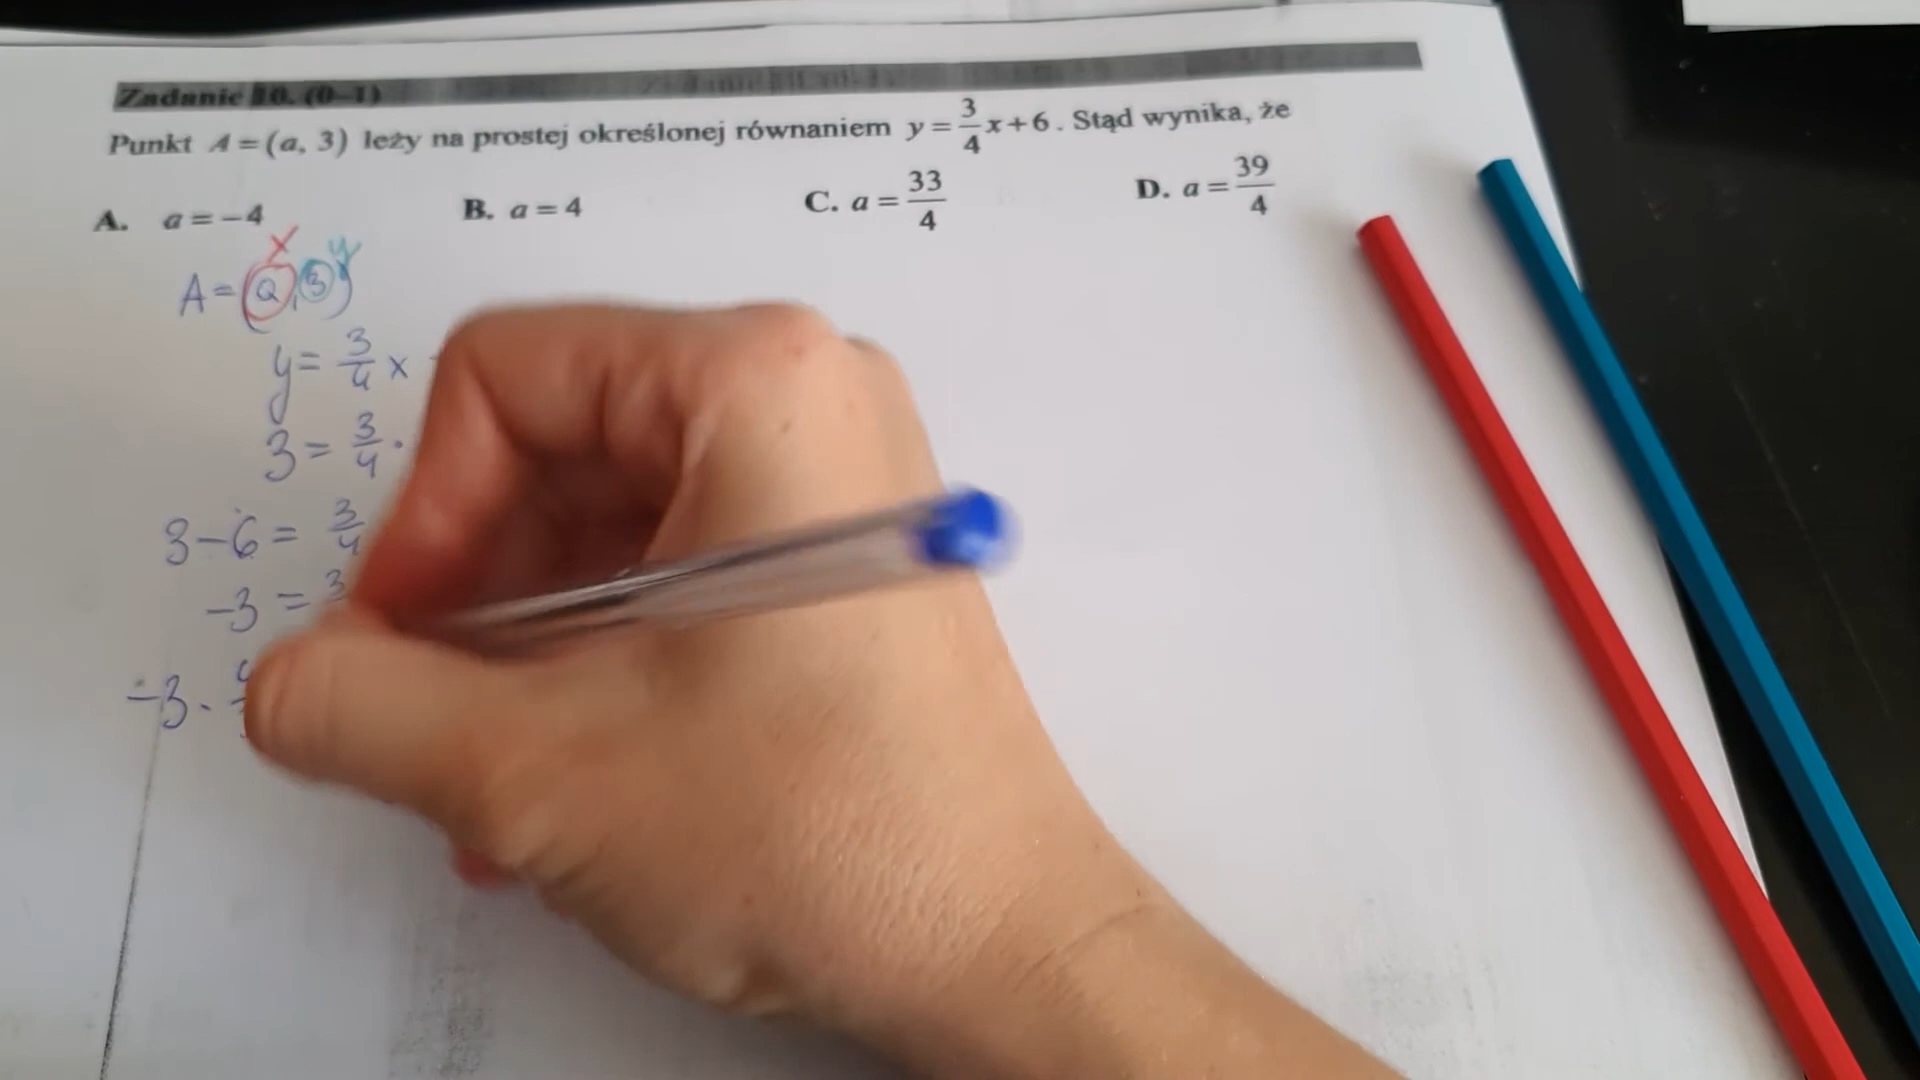 Zadanie 10. (0–1)
Punkt A = (a, 3) leży na prostej określonej równaniem y = 3/4 x + 6 . Stąd wynika, że
A. a = −4 B. a = 4 C. a = 33/4 D. a = 39/4
x y
A = (a, 3)
y = 3/4 x
3 = 3/4 ·
3 − 6 = 3/4
−3 = 3
−3 ·